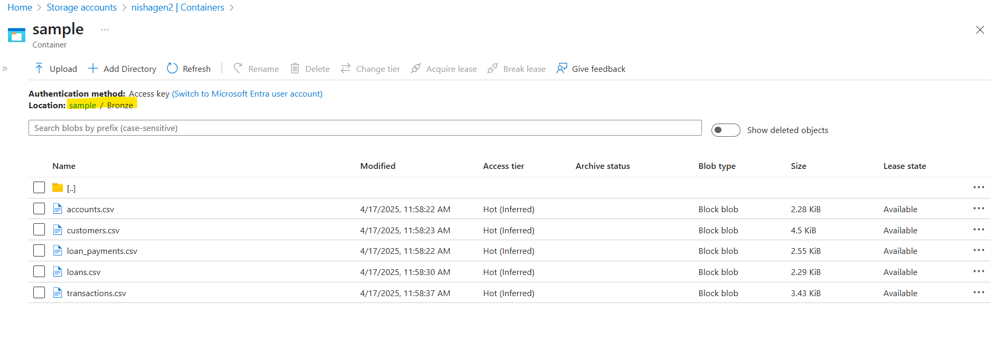 Home > Storage accounts > nishagen2 | Containers >
sample ...
Container
Upload Add Directory Refresh Rename Delete Change tier Acquire lease Break lease Give feedback
Authentication method: Access key (Switch to Microsoft Entra user account)
Location: sample / Bronze
Search blobs by prefix (case-sensitive)
Show deleted objects
Name Modified Access tier Archive status Blob type Size Lease state
[..]
accounts.csv 4/17/2025, 11:58:22 AM Hot (Inferred) Block blob 2.28 KiB Available
customers.csv 4/17/2025, 11:58:23 AM Hot (Inferred) Block blob 4.5 KiB Available
loan_payments.csv 4/17/2025, 11:58:22 AM Hot (Inferred) Block blob 2.55 KiB Available
loans.csv 4/17/2025, 11:58:30 AM Hot (Inferred) Block blob 2.29 KiB Available
transactions.csv 4/17/2025, 11:58:37 AM Hot (Inferred) Block blob 3.43 KiB Available